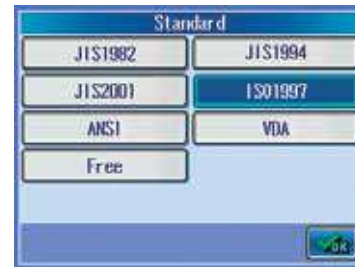 Standard
JIS1982 JIS1994
JIS2001 ISO1997
ANSI VDA
Free
OK